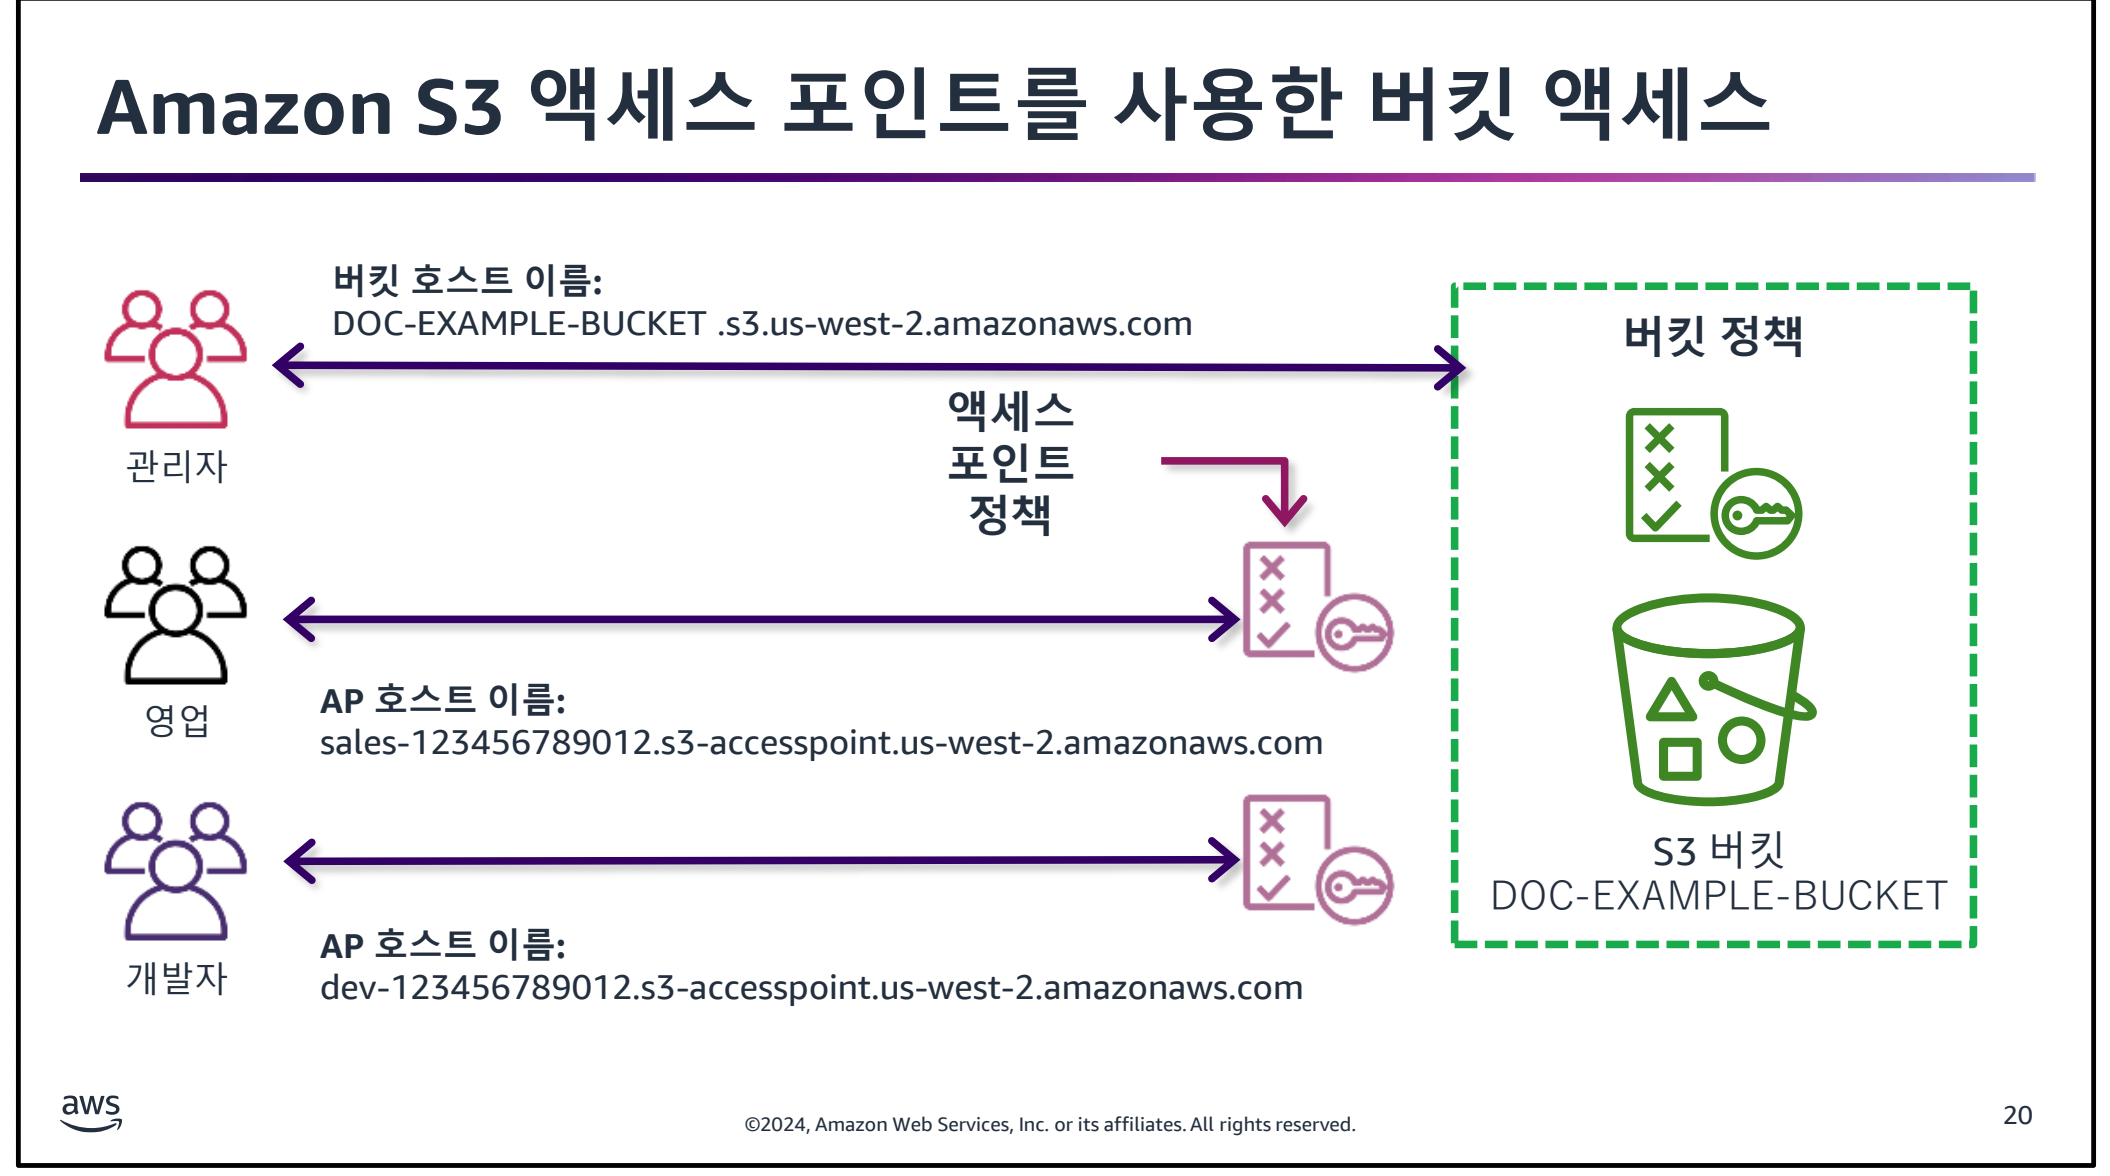 Amazon S3 액세스 포인트를 사용한 버킷 액세스
버킷 호스트 이름:
DOC-EXAMPLE-BUCKET .s3.us-west-2.amazonaws.com
관리자
액세스
포인트
정책
영업
AP 호스트 이름:
sales-123456789012.s3-accesspoint.us-west-2.amazonaws.com
개발자
AP 호스트 이름:
dev-123456789012.s3-accesspoint.us-west-2.amazonaws.com
버킷 정책
S3 버킷
DOC-EXAMPLE-BUCKET
aws
©2024, Amazon Web Services, Inc. or its affiliates. All rights reserved.
20